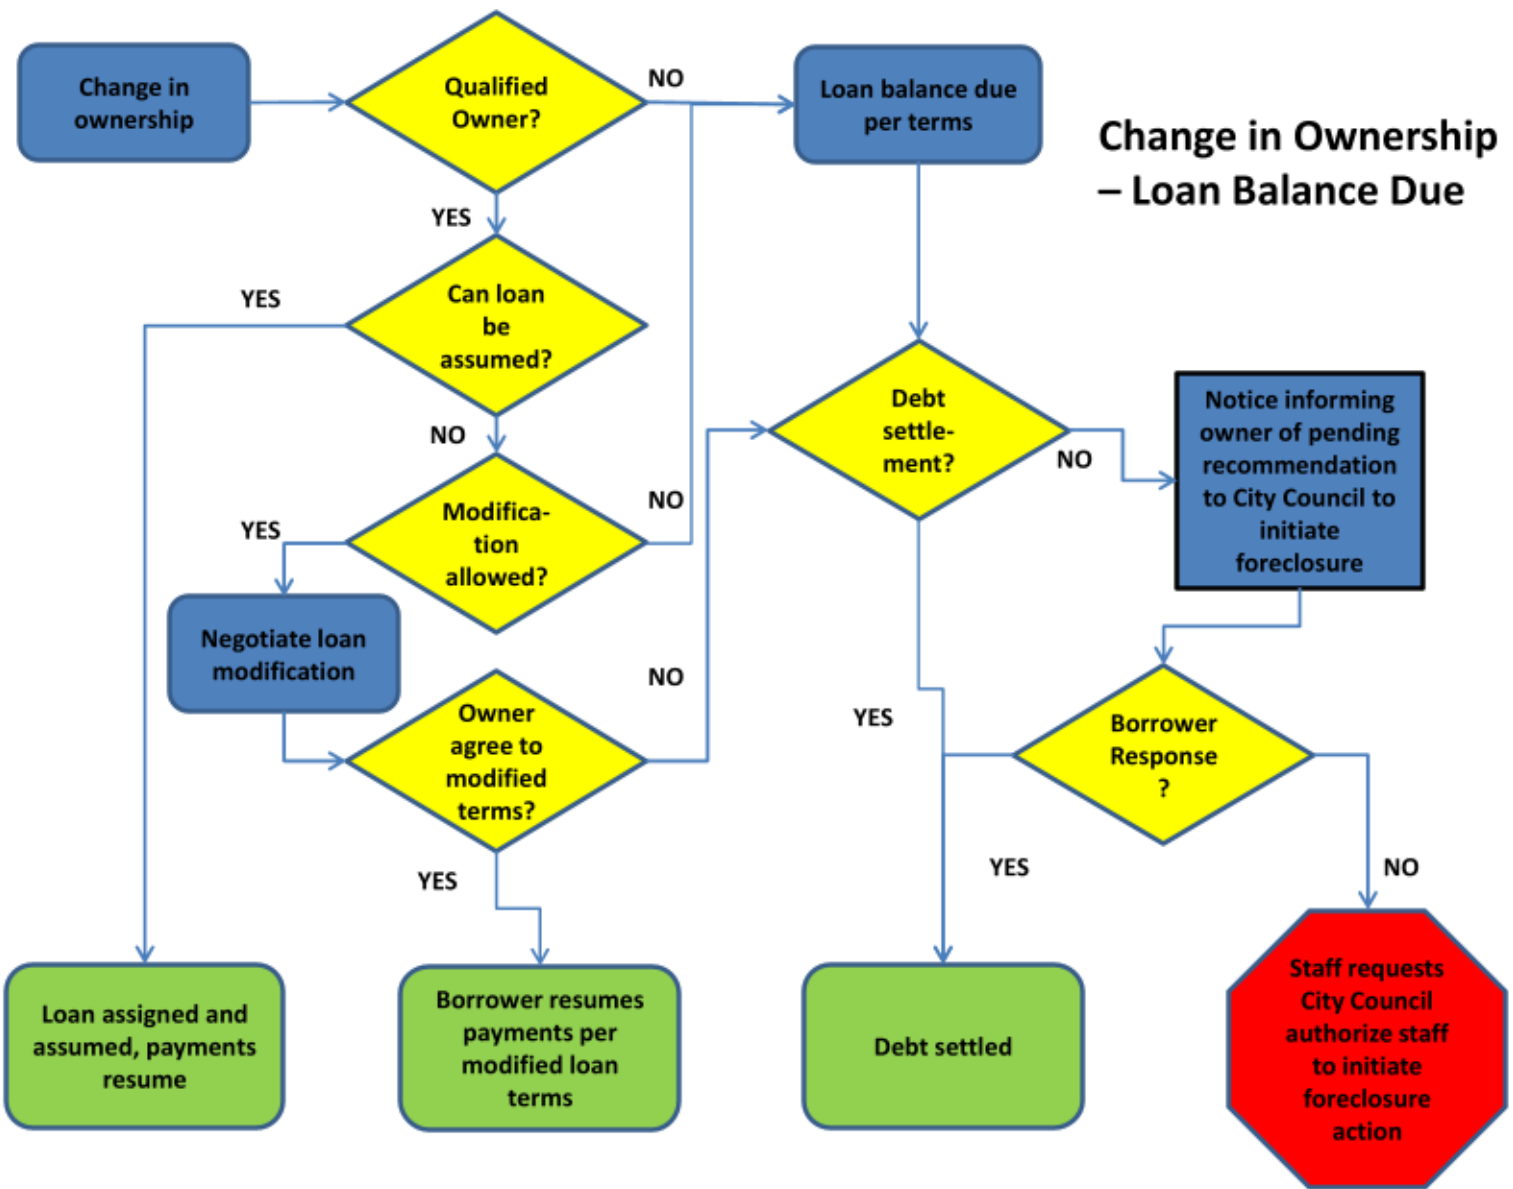 Change in
ownership
Qualified
Owner?
NO
Loan balance due
per terms
Change in Ownership
– Loan Balance Due
YES
Can loan
be
assumed?
YES
NO
Modifica-
tion
allowed?
YES
NO
Negotiate loan
modification
Owner
agree to
modified
terms?
NO
YES
Debt
settle-
ment?
NO
YES
Notice informing
owner of pending
recommendation
to City Council to
initiate
foreclosure
Borrower
Response
?
YES
NO
Loan assigned and
assumed, payments
resume
Borrower resumes
payments per
modified loan
terms
Debt settled
Staff requests
City Council
authorize staff
to initiate
foreclosure
action